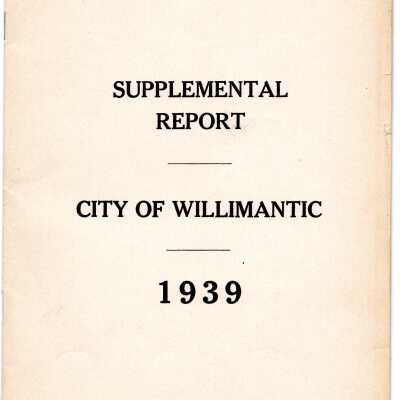 SUPPLEMENTAL
REPORT
CITY OF WILLIMANTIC
1939